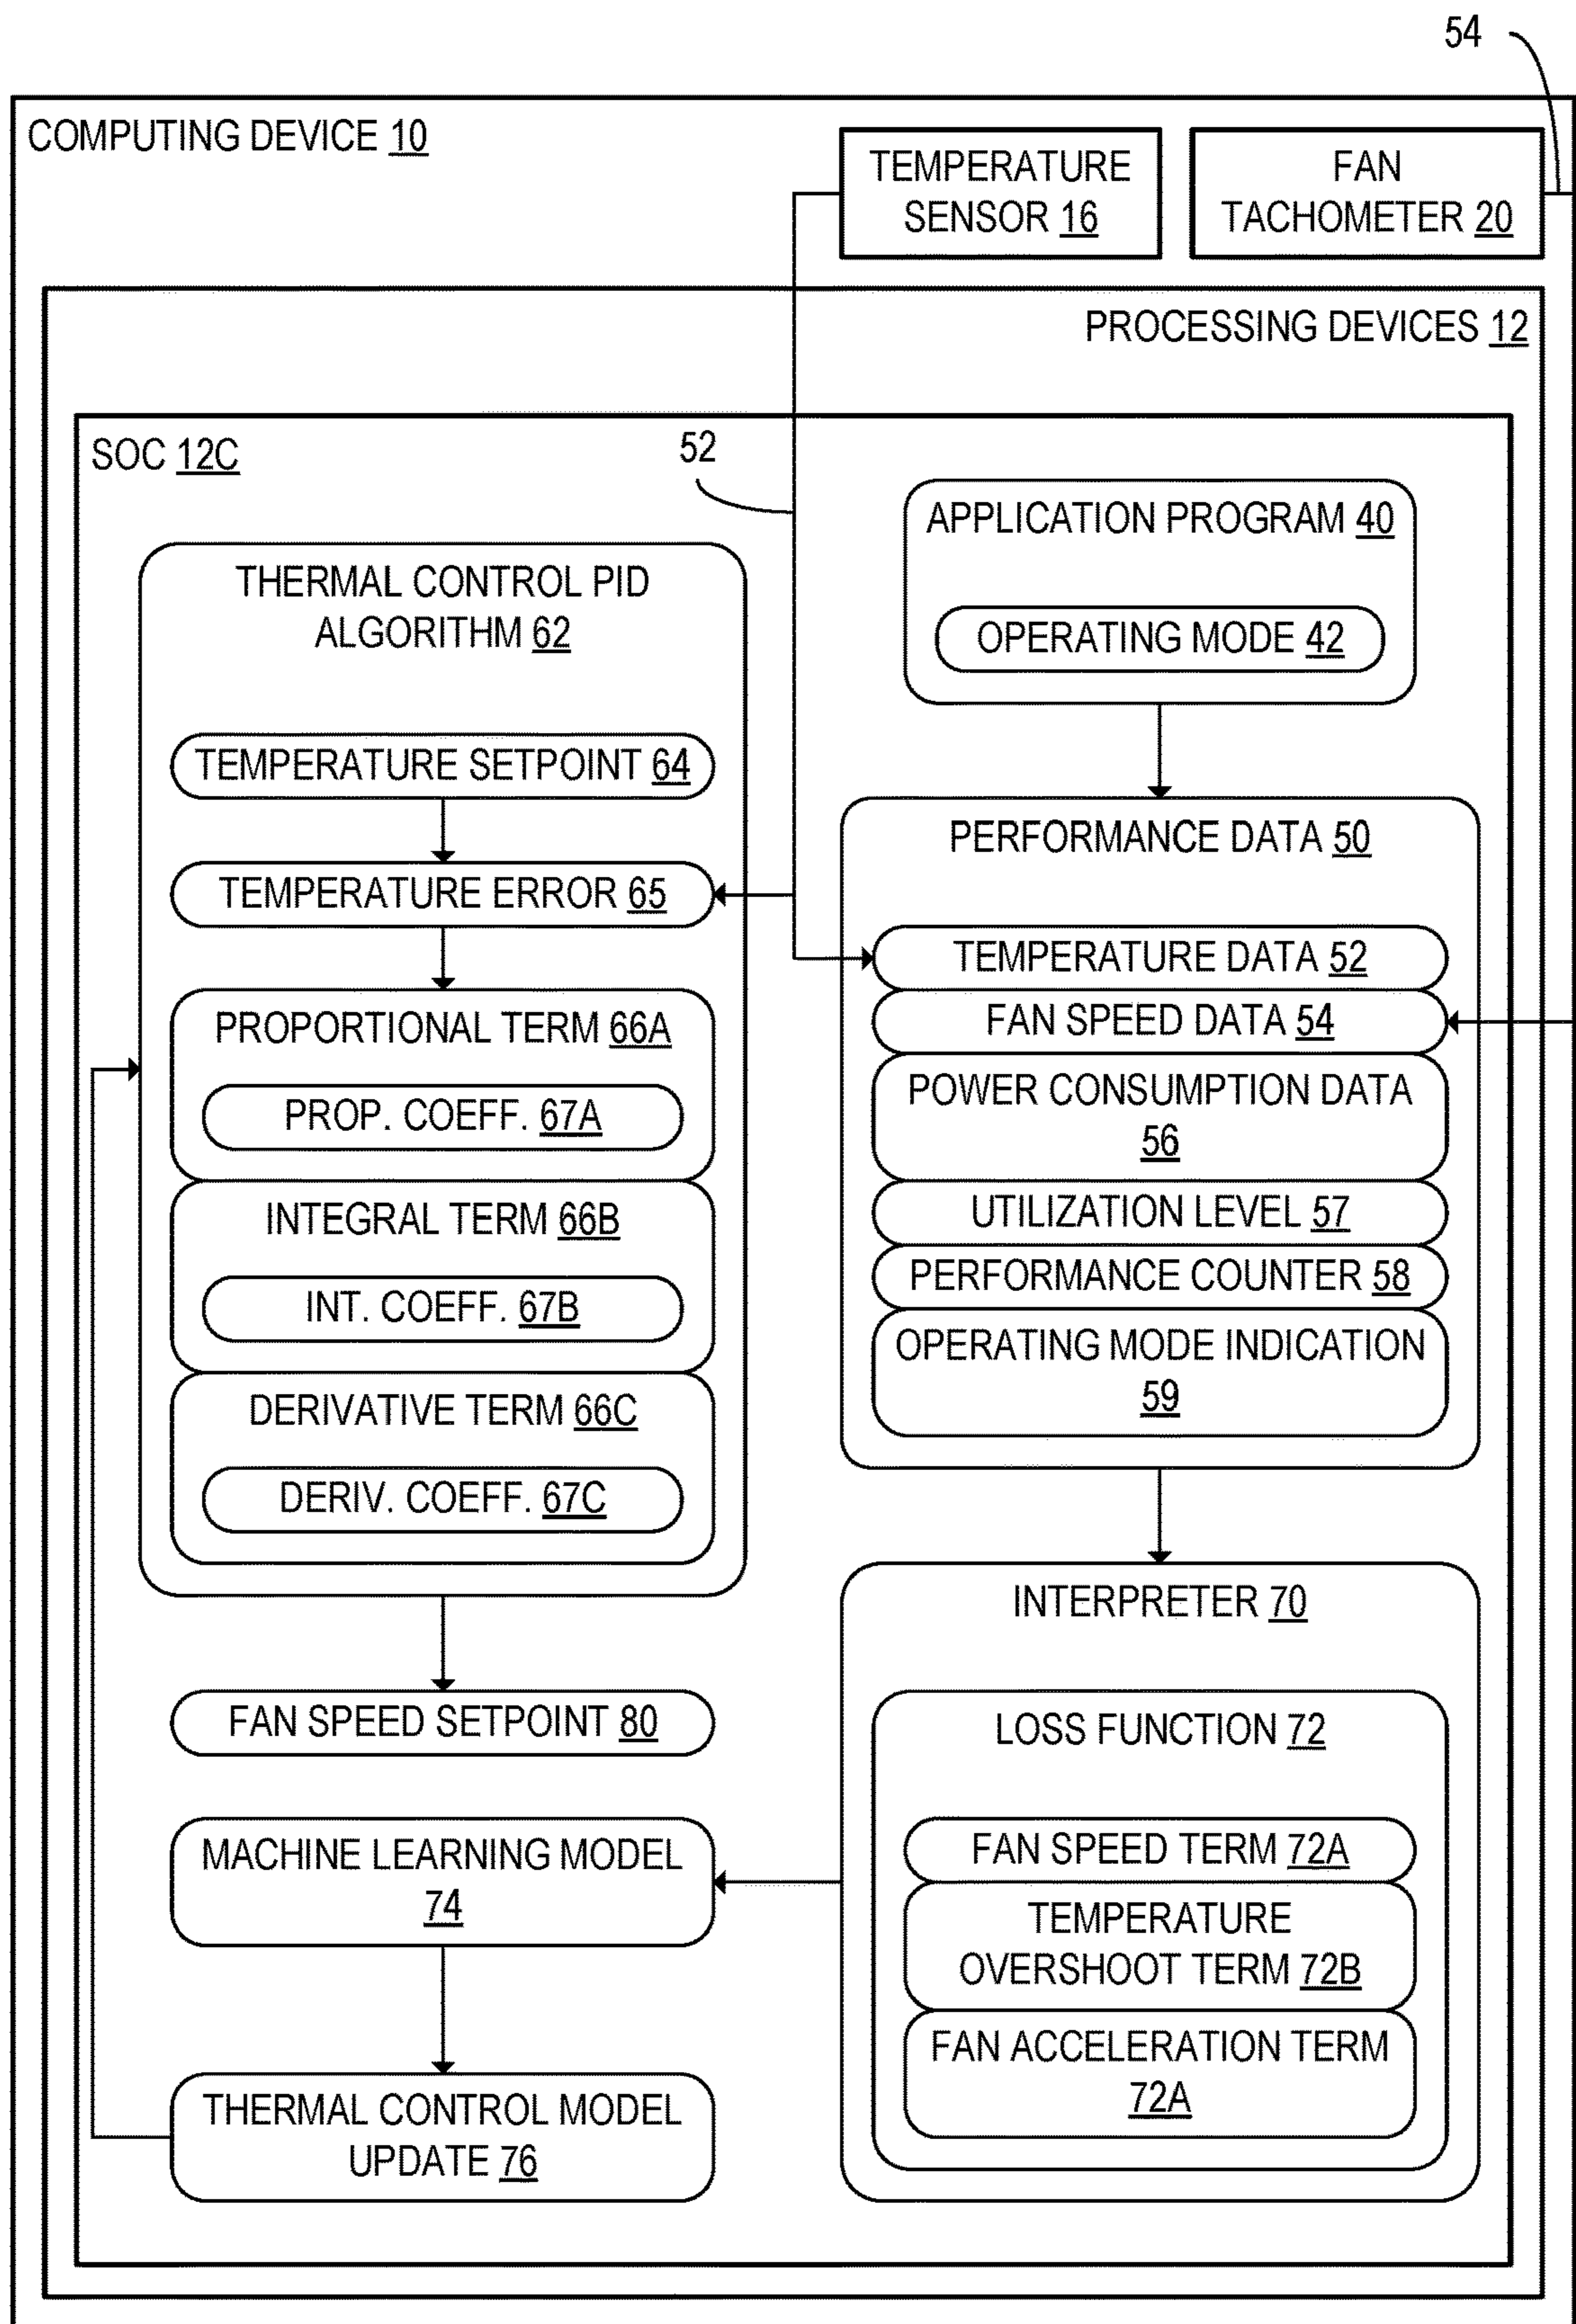 54
COMPUTING DEVICE 10
TEMPERATURE
SENSOR 16
FAN
TACHOMETER 20
PROCESSING DEVICES 12
SOC 12C
52
THERMAL CONTROL PID
ALGORITHM 62
TEMPERATURE SETPOINT 64
TEMPERATURE ERROR 65
PROPORTIONAL TERM 66A
PROP. COEFF. 67A
INTEGRAL TERM 66B
INT. COEFF. 67B
DERIVATIVE TERM 66C
DERIV. COEFF. 67C
FAN SPEED SETPOINT 80
MACHINE LEARNING MODEL
74
THERMAL CONTROL MODEL
UPDATE 76
APPLICATION PROGRAM 40
OPERATING MODE 42
PERFORMANCE DATA 50
TEMPERATURE DATA 52
FAN SPEED DATA 54
POWER CONSUMPTION DATA
56
UTILIZATION LEVEL 57
PERFORMANCE COUNTER 58
OPERATING MODE INDICATION
59
INTERPRETER 70
LOSS FUNCTION 72
FAN SPEED TERM 72A
TEMPERATURE
OVERSHOOT TERM 72B
FAN ACCELERATION TERM
72A